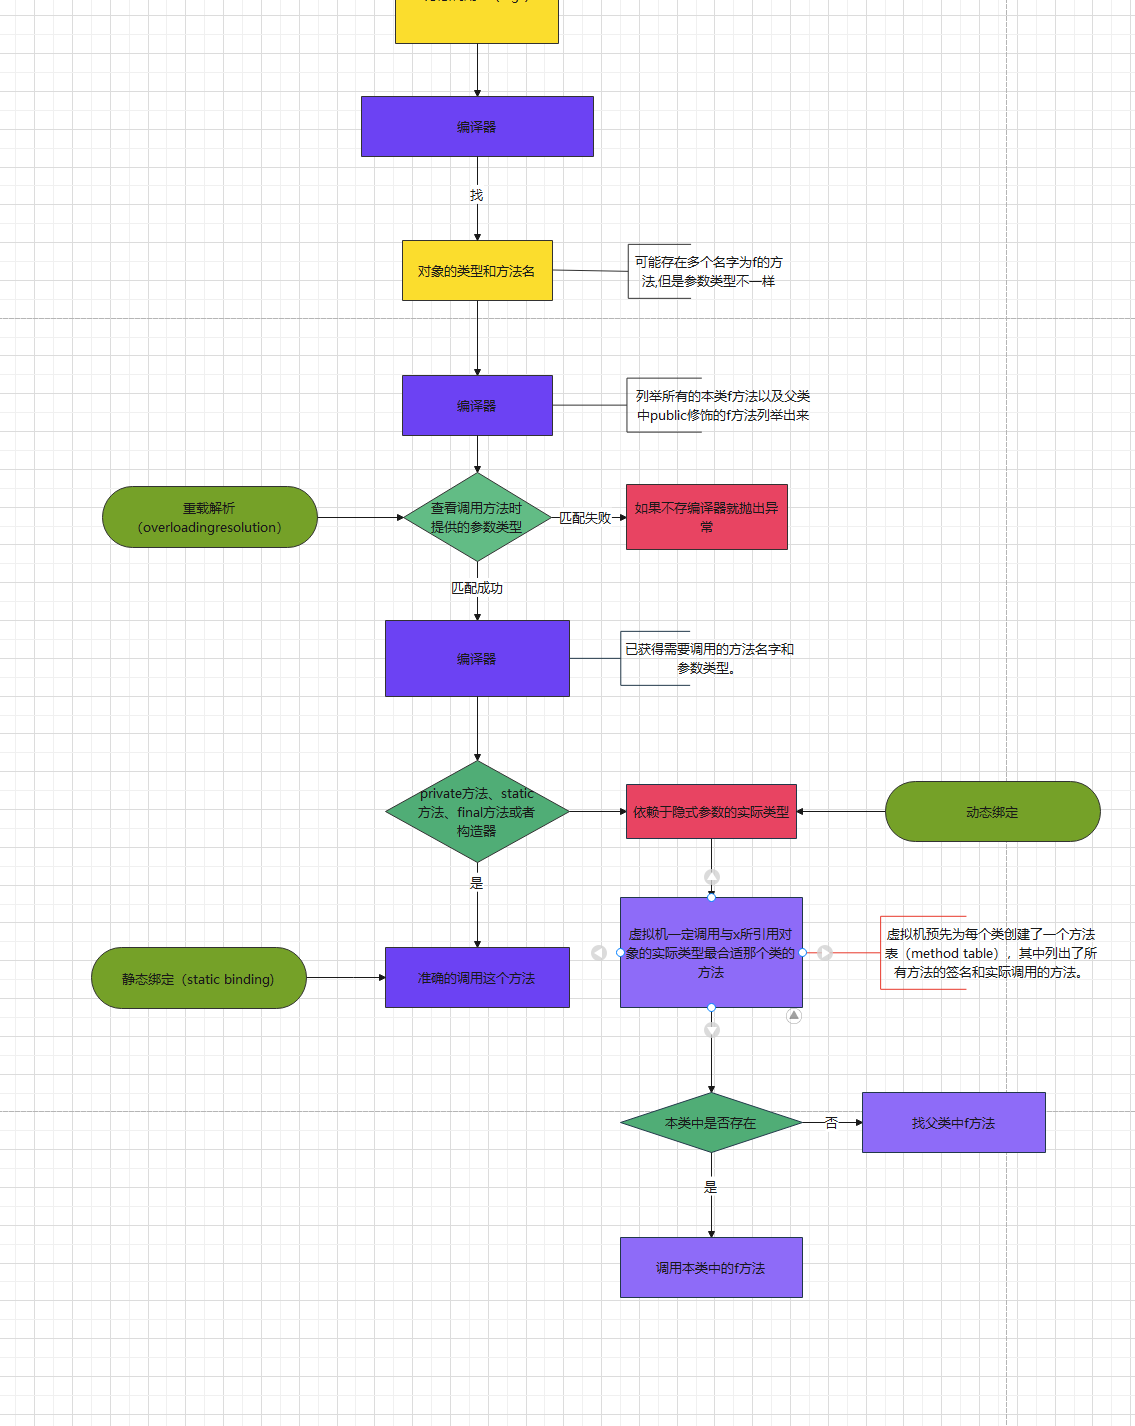 编译器
找
对象的类型和方法名
可能存在多个名字为f的方
法,但是参数类型不一样
编译器
列举所有的本类f方法以及父类
中public修饰的f方法列举出来
重载解析
（overloadingresolution）
查看调用方法时
提供的参数类型
匹配失败
如果不存编译器就抛出异
常
匹配成功
编译器
已获得需要调用的方法名字和
参数类型。
private方法、static
方法、final方法或者
构造器
依赖于隐式参数的实际类型
动态绑定
是
静态绑定（static binding)
准确的调用这个方法
虚拟机一定调用与x所引用对
象的实际类型最合适那个类的
方法
虚拟机预先为每个类创建了一个方法
表（method table），其中列出了所
有方法的签名和实际调用的方法。
本类中是否存在
否
找父类中f方法
是
调用本类中的f方法